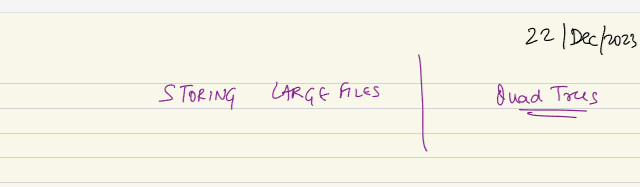 22/Dec/2023
STORING LARGE FILES
Quad Trees